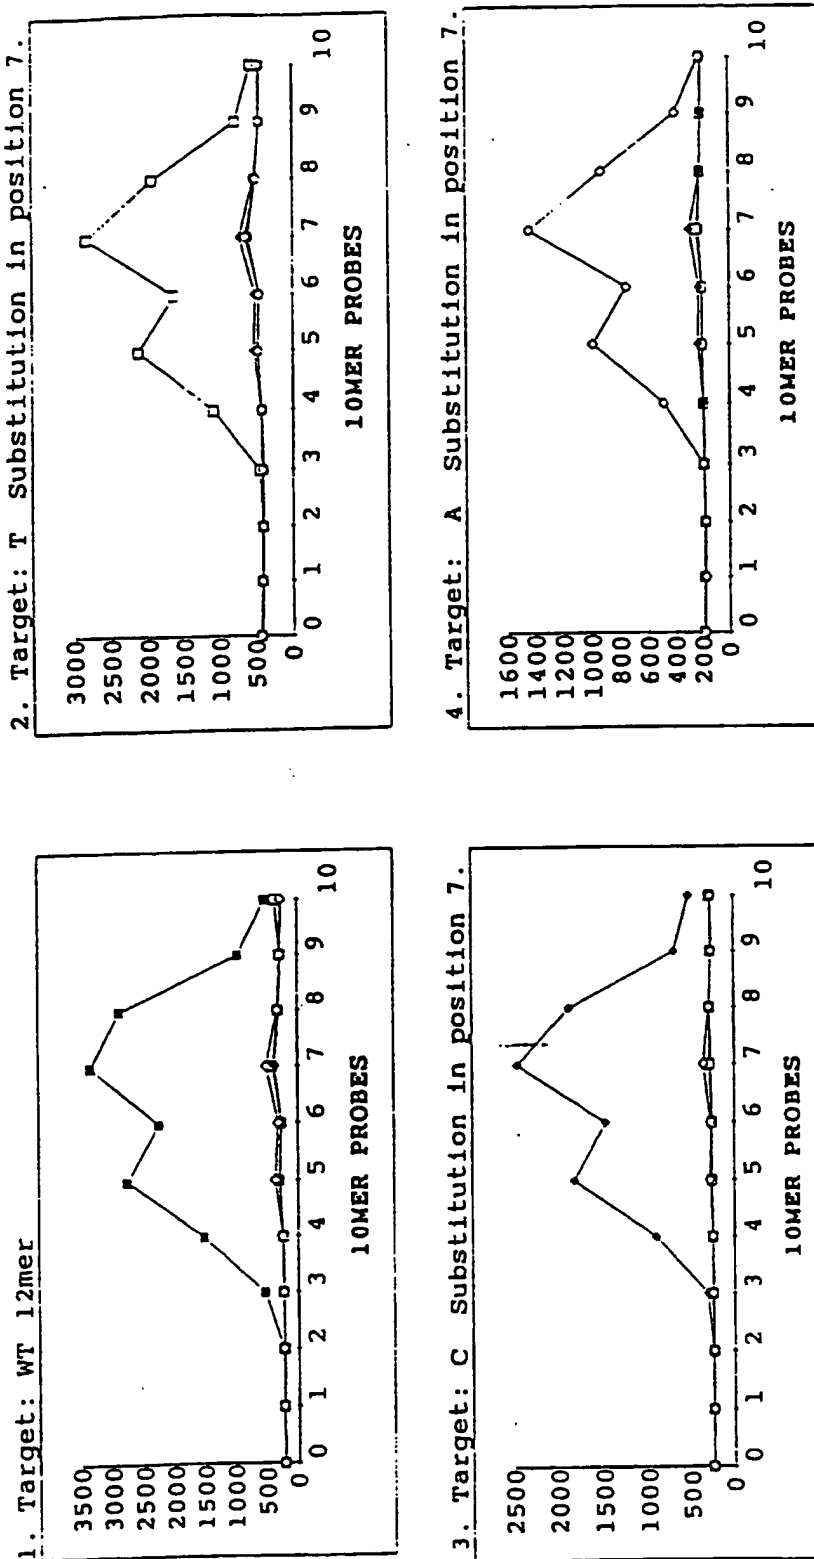 1. Target: WT 12mer
3500
3000
2500
2000
1500
1000
500
0
0 1 2 3 4 5 6 7 8 9 10
10MER PROBES
2. Target: T Substitution in position 7.
3000
2500
2000
1500
1000
500
0
0 1 2 3 4 5 6 7 8 9 10
10MER PROBES
3. Target: C Substitution in position 7.
2500
2000
1500
1000
500
0
0 1 2 3 4 5 6 7 8 9 10
10MER PROBES
4. Target: A Substitution in position 7.
1600
1400
1200
1000
800
600
400
200
0
0 1 2 3 4 5 6 7 8 9 10
10MER PROBES